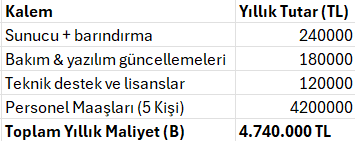 Kalem Yıllık Tutar (TL)
Sunucu + barındırma 240000
Bakım & yazılım güncellemeleri 180000
Teknik destek ve lisanslar 120000
Personel Maaşları (5 Kişi) 4200000
Toplam Yıllık Maliyet (B) 4.740.000 TL